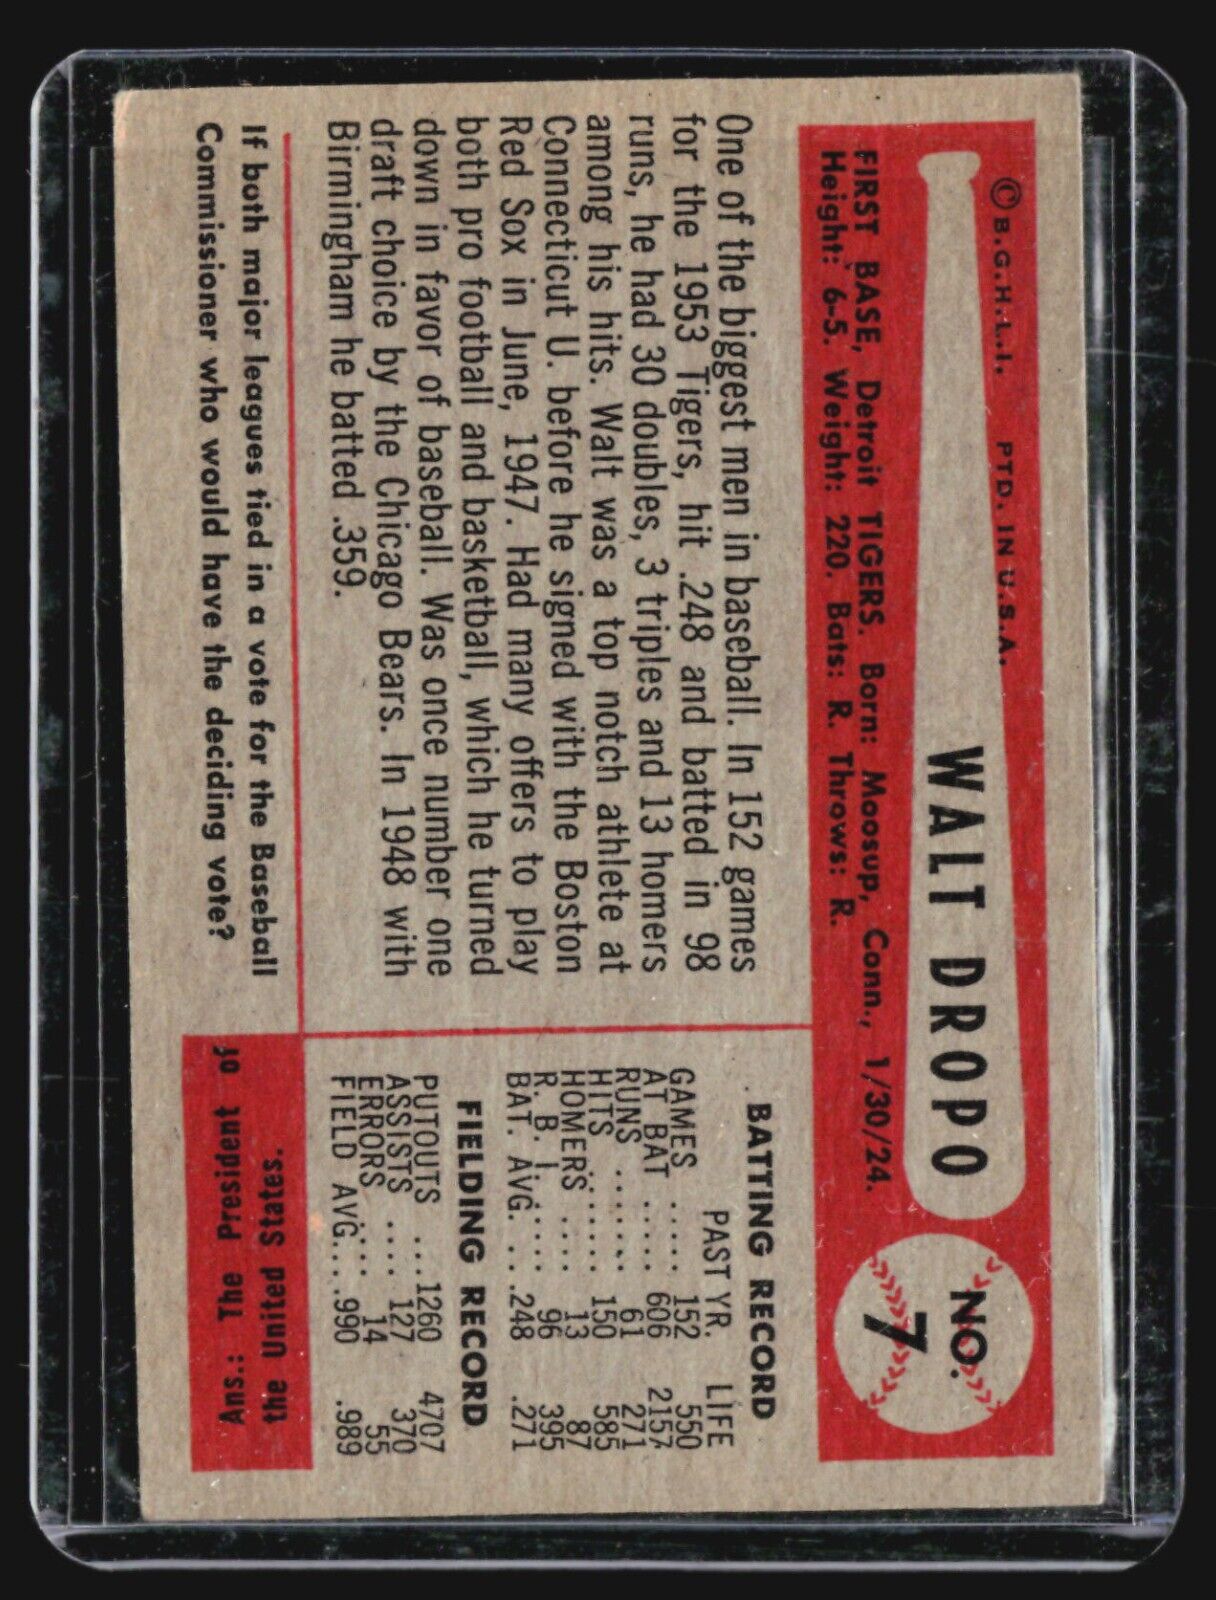 © B.G.H.L.I. PTD. IN U.S.A.
WALT DROPO
NO.
7
FIRST BASE, Detroit TIGERS. Born: Moosup, Conn., 1/30/24.
Height: 6-5. Weight: 220. Bats: R. Throws: R.
One of the biggest men in baseball. In 152 games
for the 1953 Tigers, hit .248 and batted in 98
runs, he had 30 doubles, 3 triples and 13 homers
among his hits. Walt was a top notch athlete at
Connecticut U. before he signed with the Boston
Red Sox in June, 1947. Had many offers to play
both pro football and basketball, which he turned
down in favor of baseball. Was once number one
draft choice by the Chicago Bears. In 1948 with
Birmingham he batted .359.
BATTING RECORD
PAST YR. LIFE
GAMES ..... 152 550
AT BAT ..... 606 2157
RUNS ....... 61 271
HITS ....... 150 585
HOMERS .... 13 87
R. B. I. ..... 96 395
BAT. AVG. .. .248 .271
FIELDING RECORD
PUTOUTS ... 1260 4707
ASSISTS .... 127 370
ERRORS .... 14 55
FIELD AVG... .990 .989
If both major leagues tied in a vote for the Baseball
Commissioner who would have the deciding vote?
Ans.: The President of
the United States.